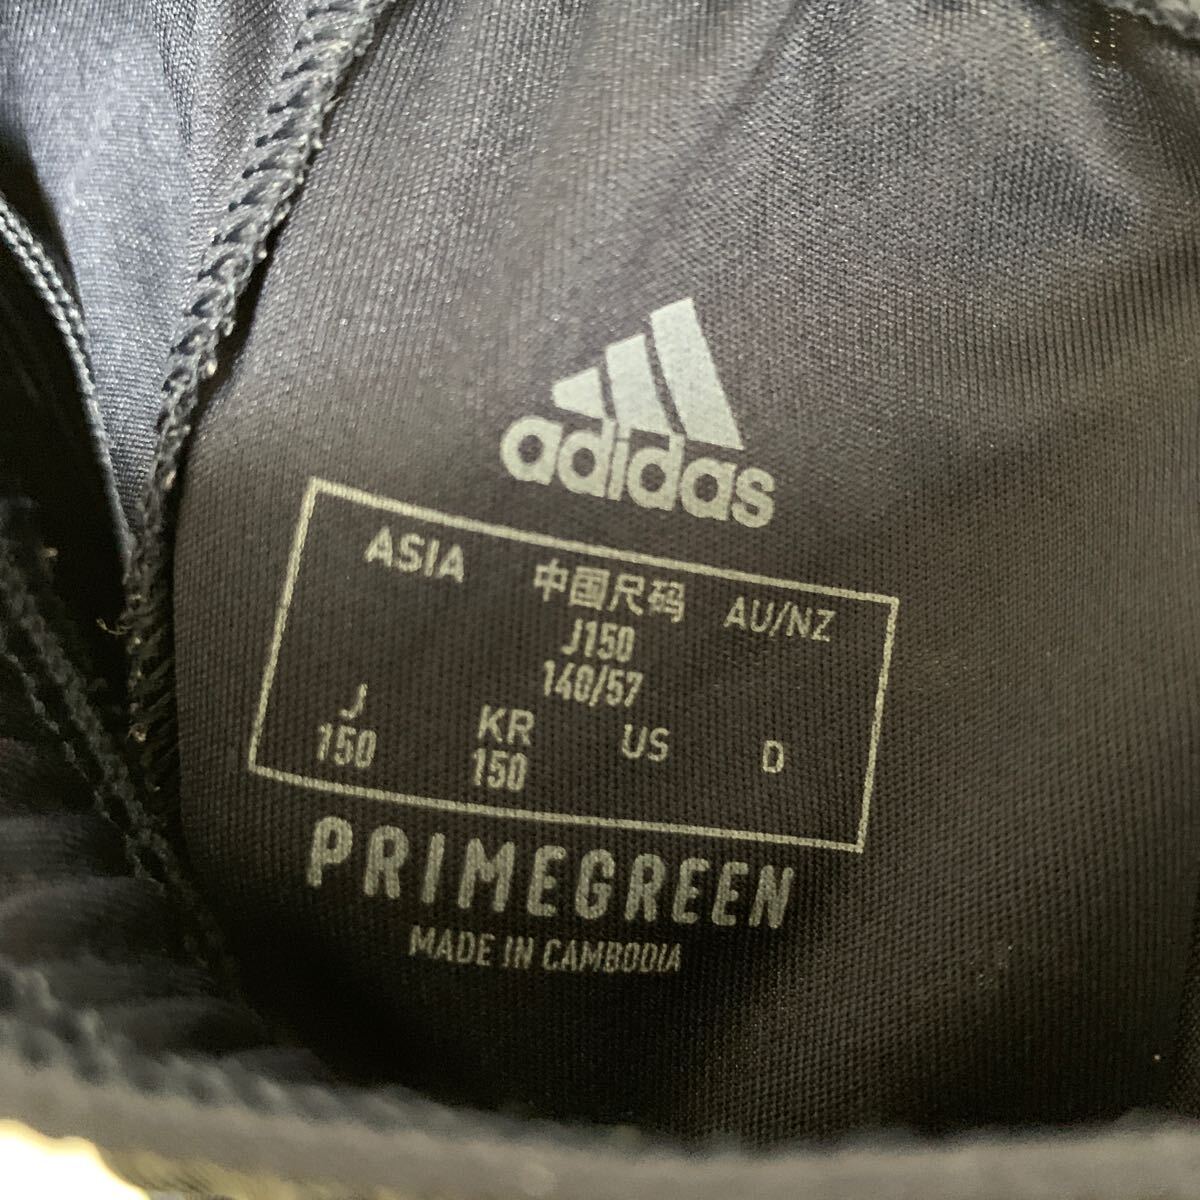 adidas
ASIA 中国尺码 AU/NZ
J150
140/57
J KR US D
150 150
PRIMEGREEN
MADE IN CAMBODIA